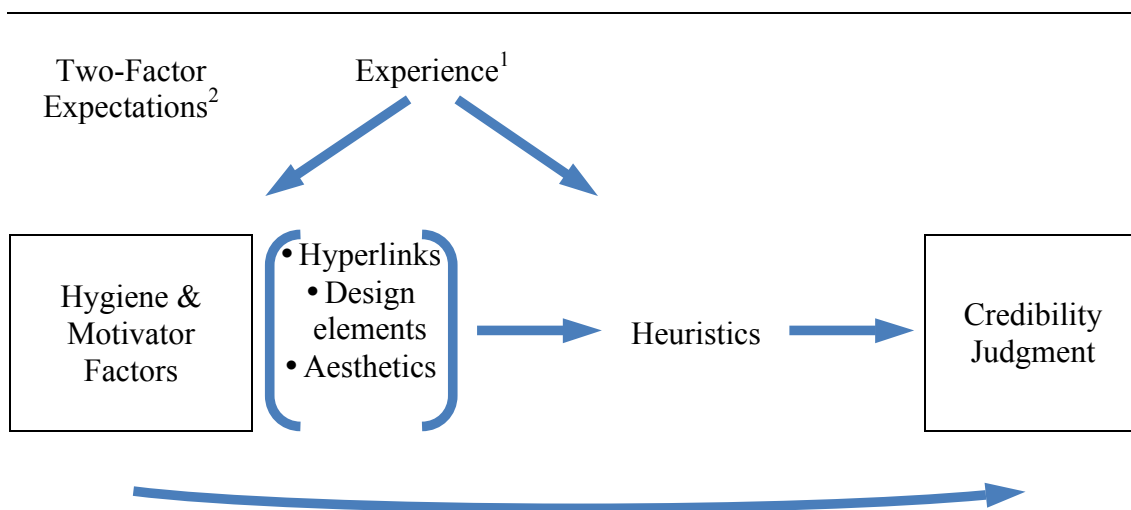 Two-Factor
Expectations²
Experience¹
Hygiene &
Motivator
Factors
• Hyperlinks
• Design
elements
• Aesthetics
Heuristics
Credibility
Judgment